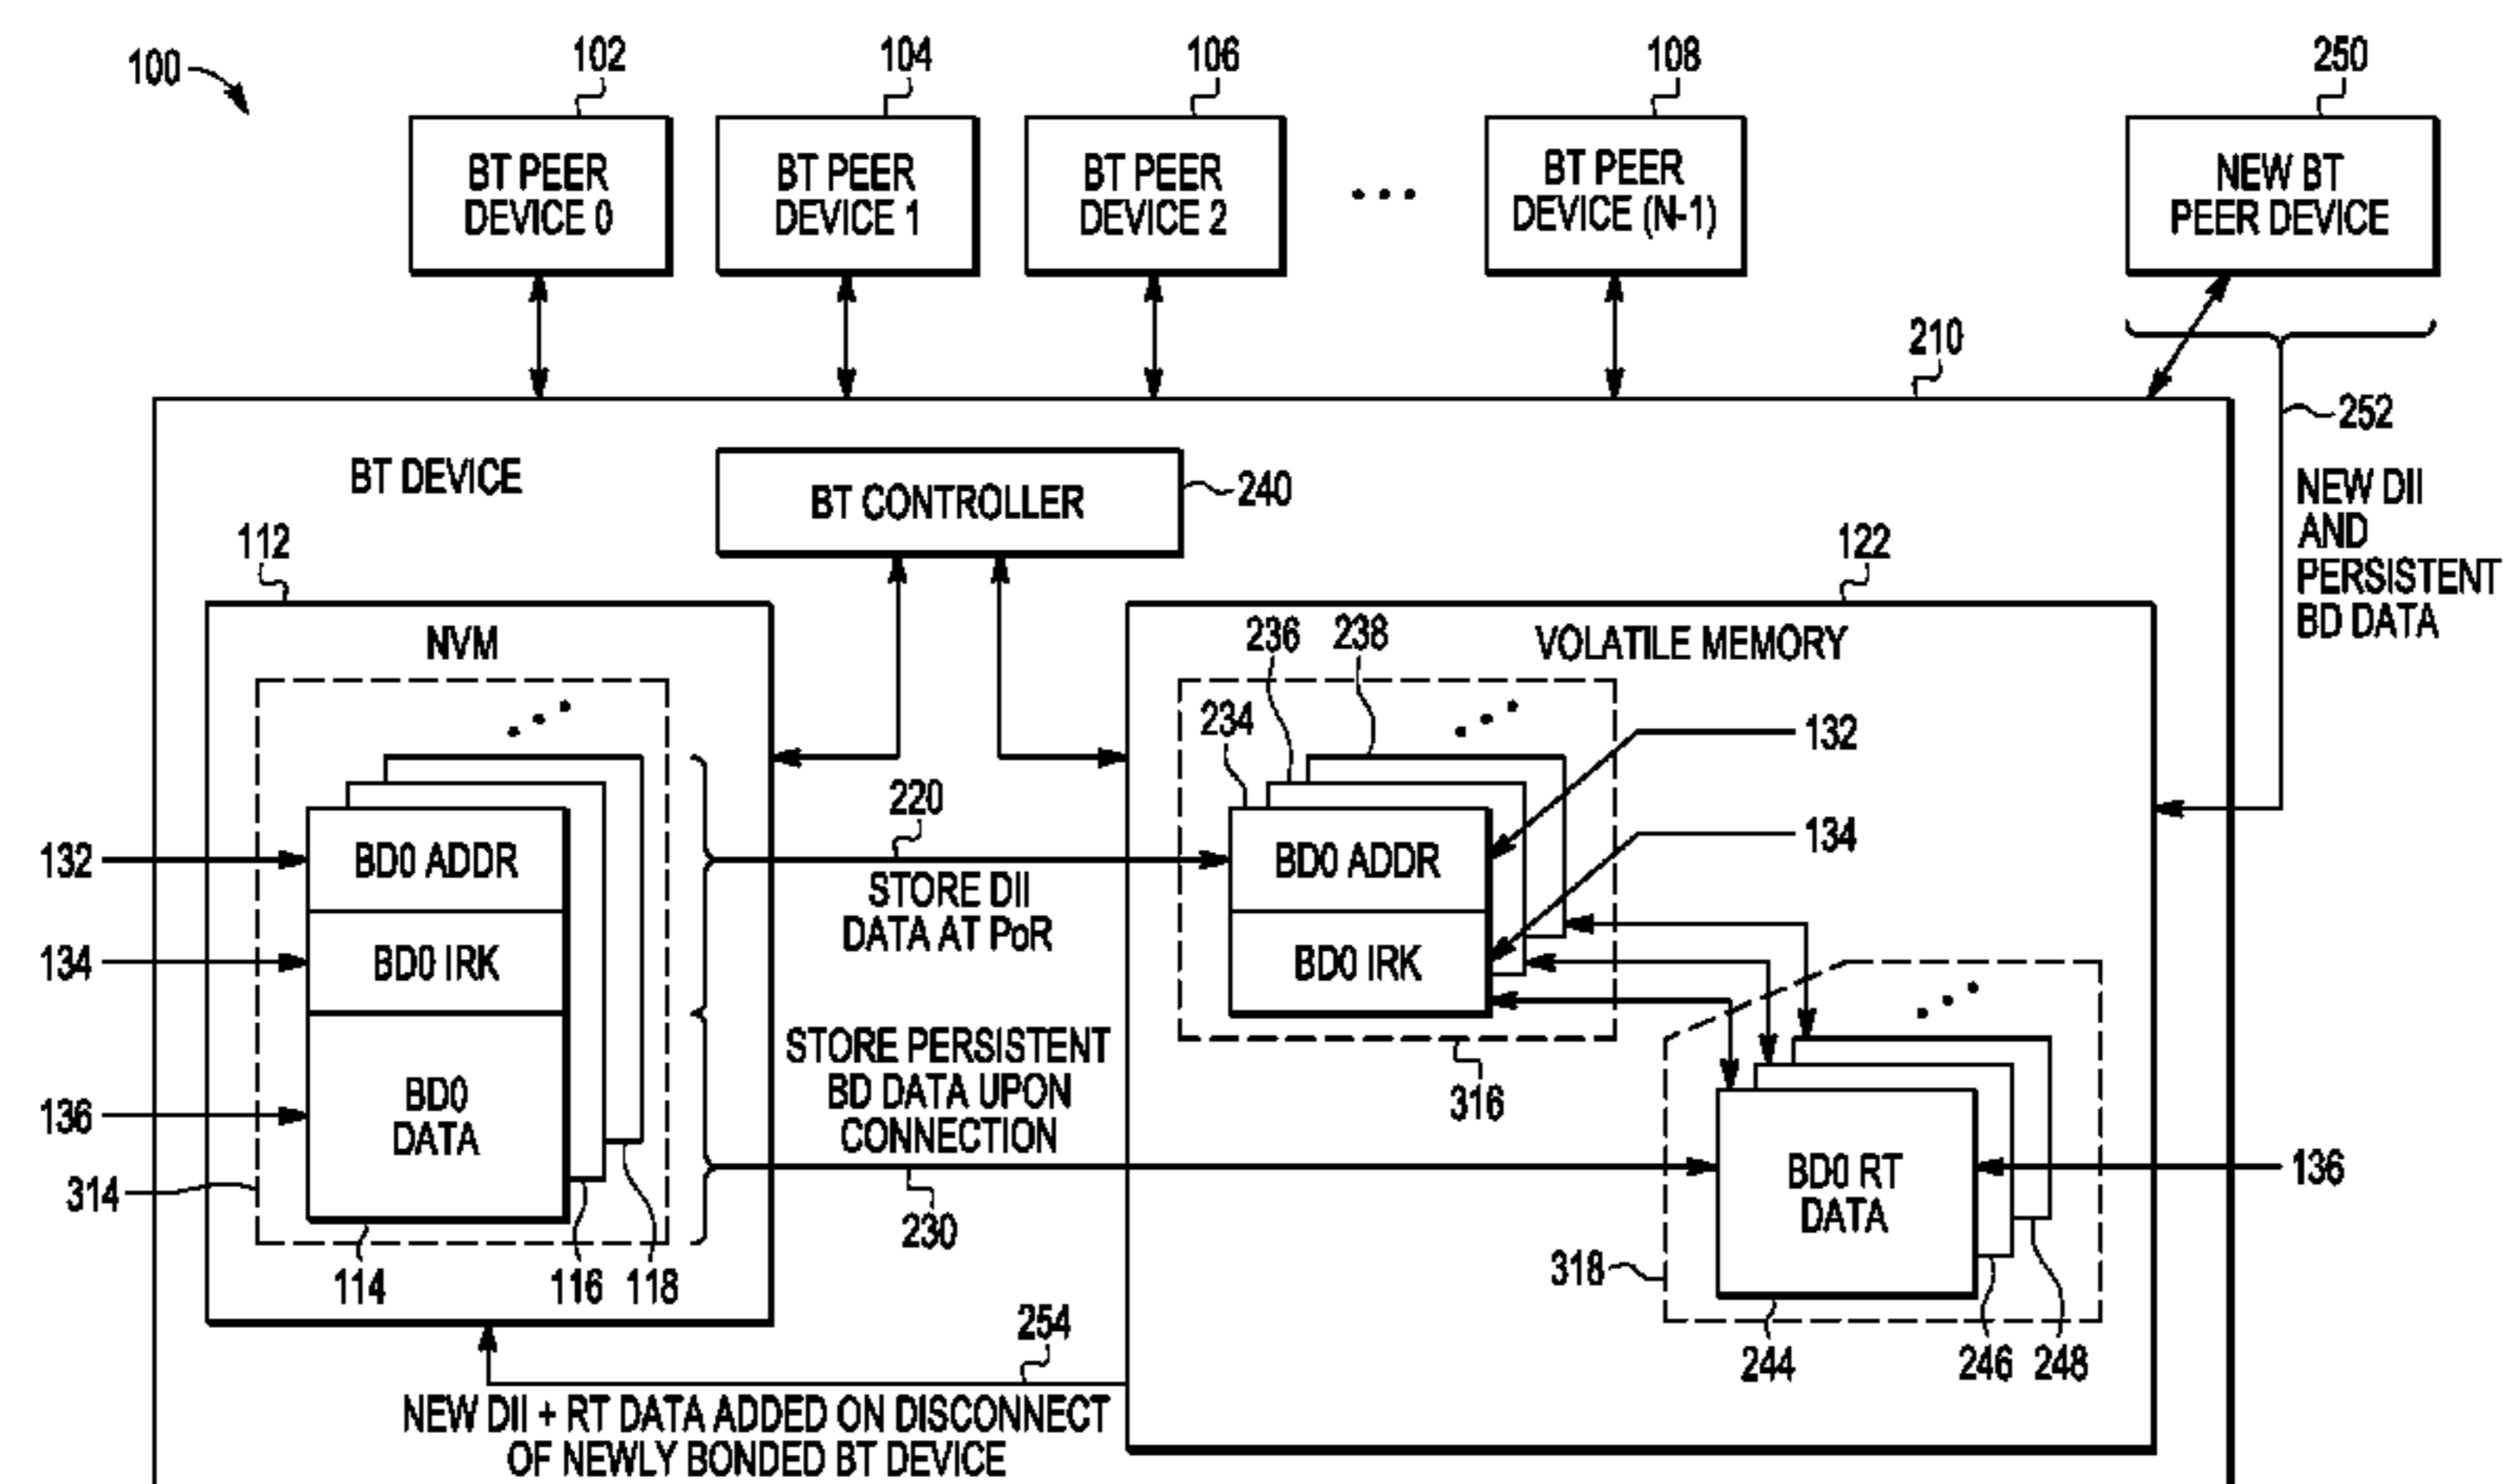 100
102
104
106
108
250
BT PEER
DEVICE 0
BT PEER
DEVICE 1
BT PEER
DEVICE 2
BT PEER
DEVICE (N-1)
NEW BT
PEER DEVICE
210
252
BT DEVICE
BT CONTROLLER
240
NEW DII
AND
PERSISTENT
BD DATA
112
122
NVM
VOLATILE MEMORY
236
238
234
132
220
134
132
BD0 ADDR
STORE DII
DATA AT PoR
BD0 ADDR
134
BD0 IRK
BD0 IRK
STORE PERSISTENT
BD DATA UPON
CONNECTION
316
136
BD0
DATA
314
230
BD0 RT
DATA
136
318
114
116
118
254
244
246
248
NEW DII + RT DATA ADDED ON DISCONNECT
OF NEWLY BONDED BT DEVICE